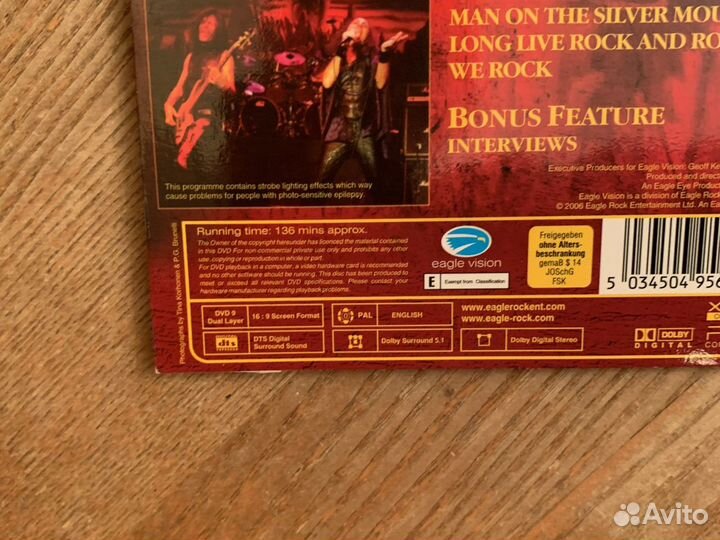 MAN ON THE SILVER MOU
LONG LIVE ROCK AND RO
WE ROCK
BONUS FEATURE
INTERVIEWS
Executive Producers for Eagle Vision: Geoff Ke
Produced and direct
An Eagle Eye Produc
Eagle Vision is a division of Eagle Rock
© 2006 Eagle Rock Entertainment Ltd. An Ea
This programme contains strobe lighting effects which way
cause problems for people with photo-sensitive epilepsy.
Photographs by Tina Korhonen & P.G. Brunelli
Running time: 136 mins approx.
The Owner of the copyright hereunder has licenced the material contained
in this DVD For non-commercial private use only and prohibits any other use,
copying or reproduction in whole or part.
For DVD playback in a computer, a video hardware card is recommended
and no other software should be running. This disc has been produced to
meet or exceed all relevant DVD specifications. Please contact your
hardware manufacturer regarding playback problems.
eagle vision
E Exempt from Classification
Freigegeben
ohne Alters-
beschrankung
gemaß § 14
JÖSchG
FSK
5 034504 956
DVD 9
Dual Layer
16 : 9 Screen Format
PAL
ENGLISH
www.eaglerockent.com
www.eagle-rock.com
dts
DTS Digital
Surround Sound
Dolby Surround 5.1
Dolby Digital Stereo
DOLBY
DIGITAL
Avito